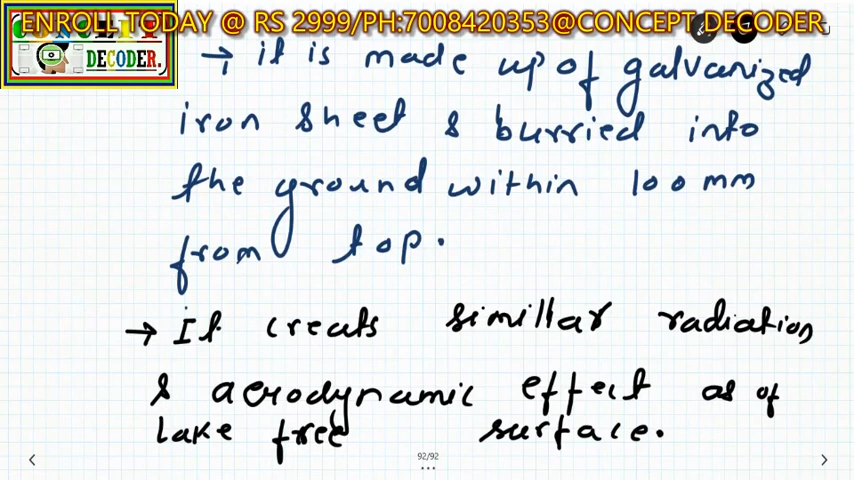 ENROLL TODAY @ RS 2999/PH:7008420353@CONCEPT DECODER
DECODER.
→ it is made up of galvanized
iron sheet & burried into
the ground within 100 mm
from top.
→ It creats simillar radiation
& aerodynamic effect as of
lake free surface.
92/92